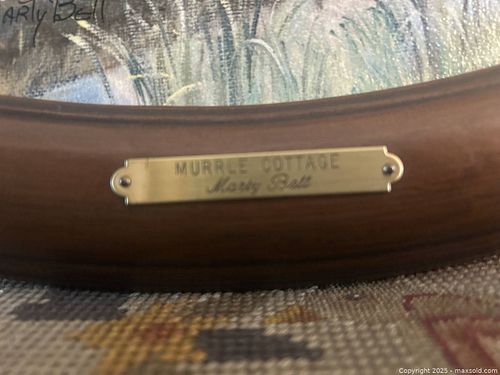 arty Bell
MURRLE COTTAGE
Marty Bell
Copyright © 2025 - maxsold.com